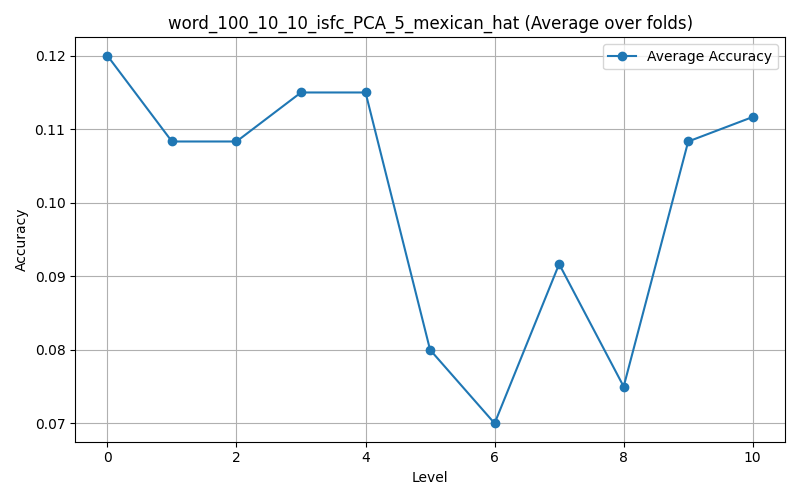 word_100_10_10_isfc_PCA_5_mexican_hat (Average over folds)
Average Accuracy
0.12
0.11
0.10
0.09
0.08
0.07
Accuracy
0 2 4 6 8 10
Level